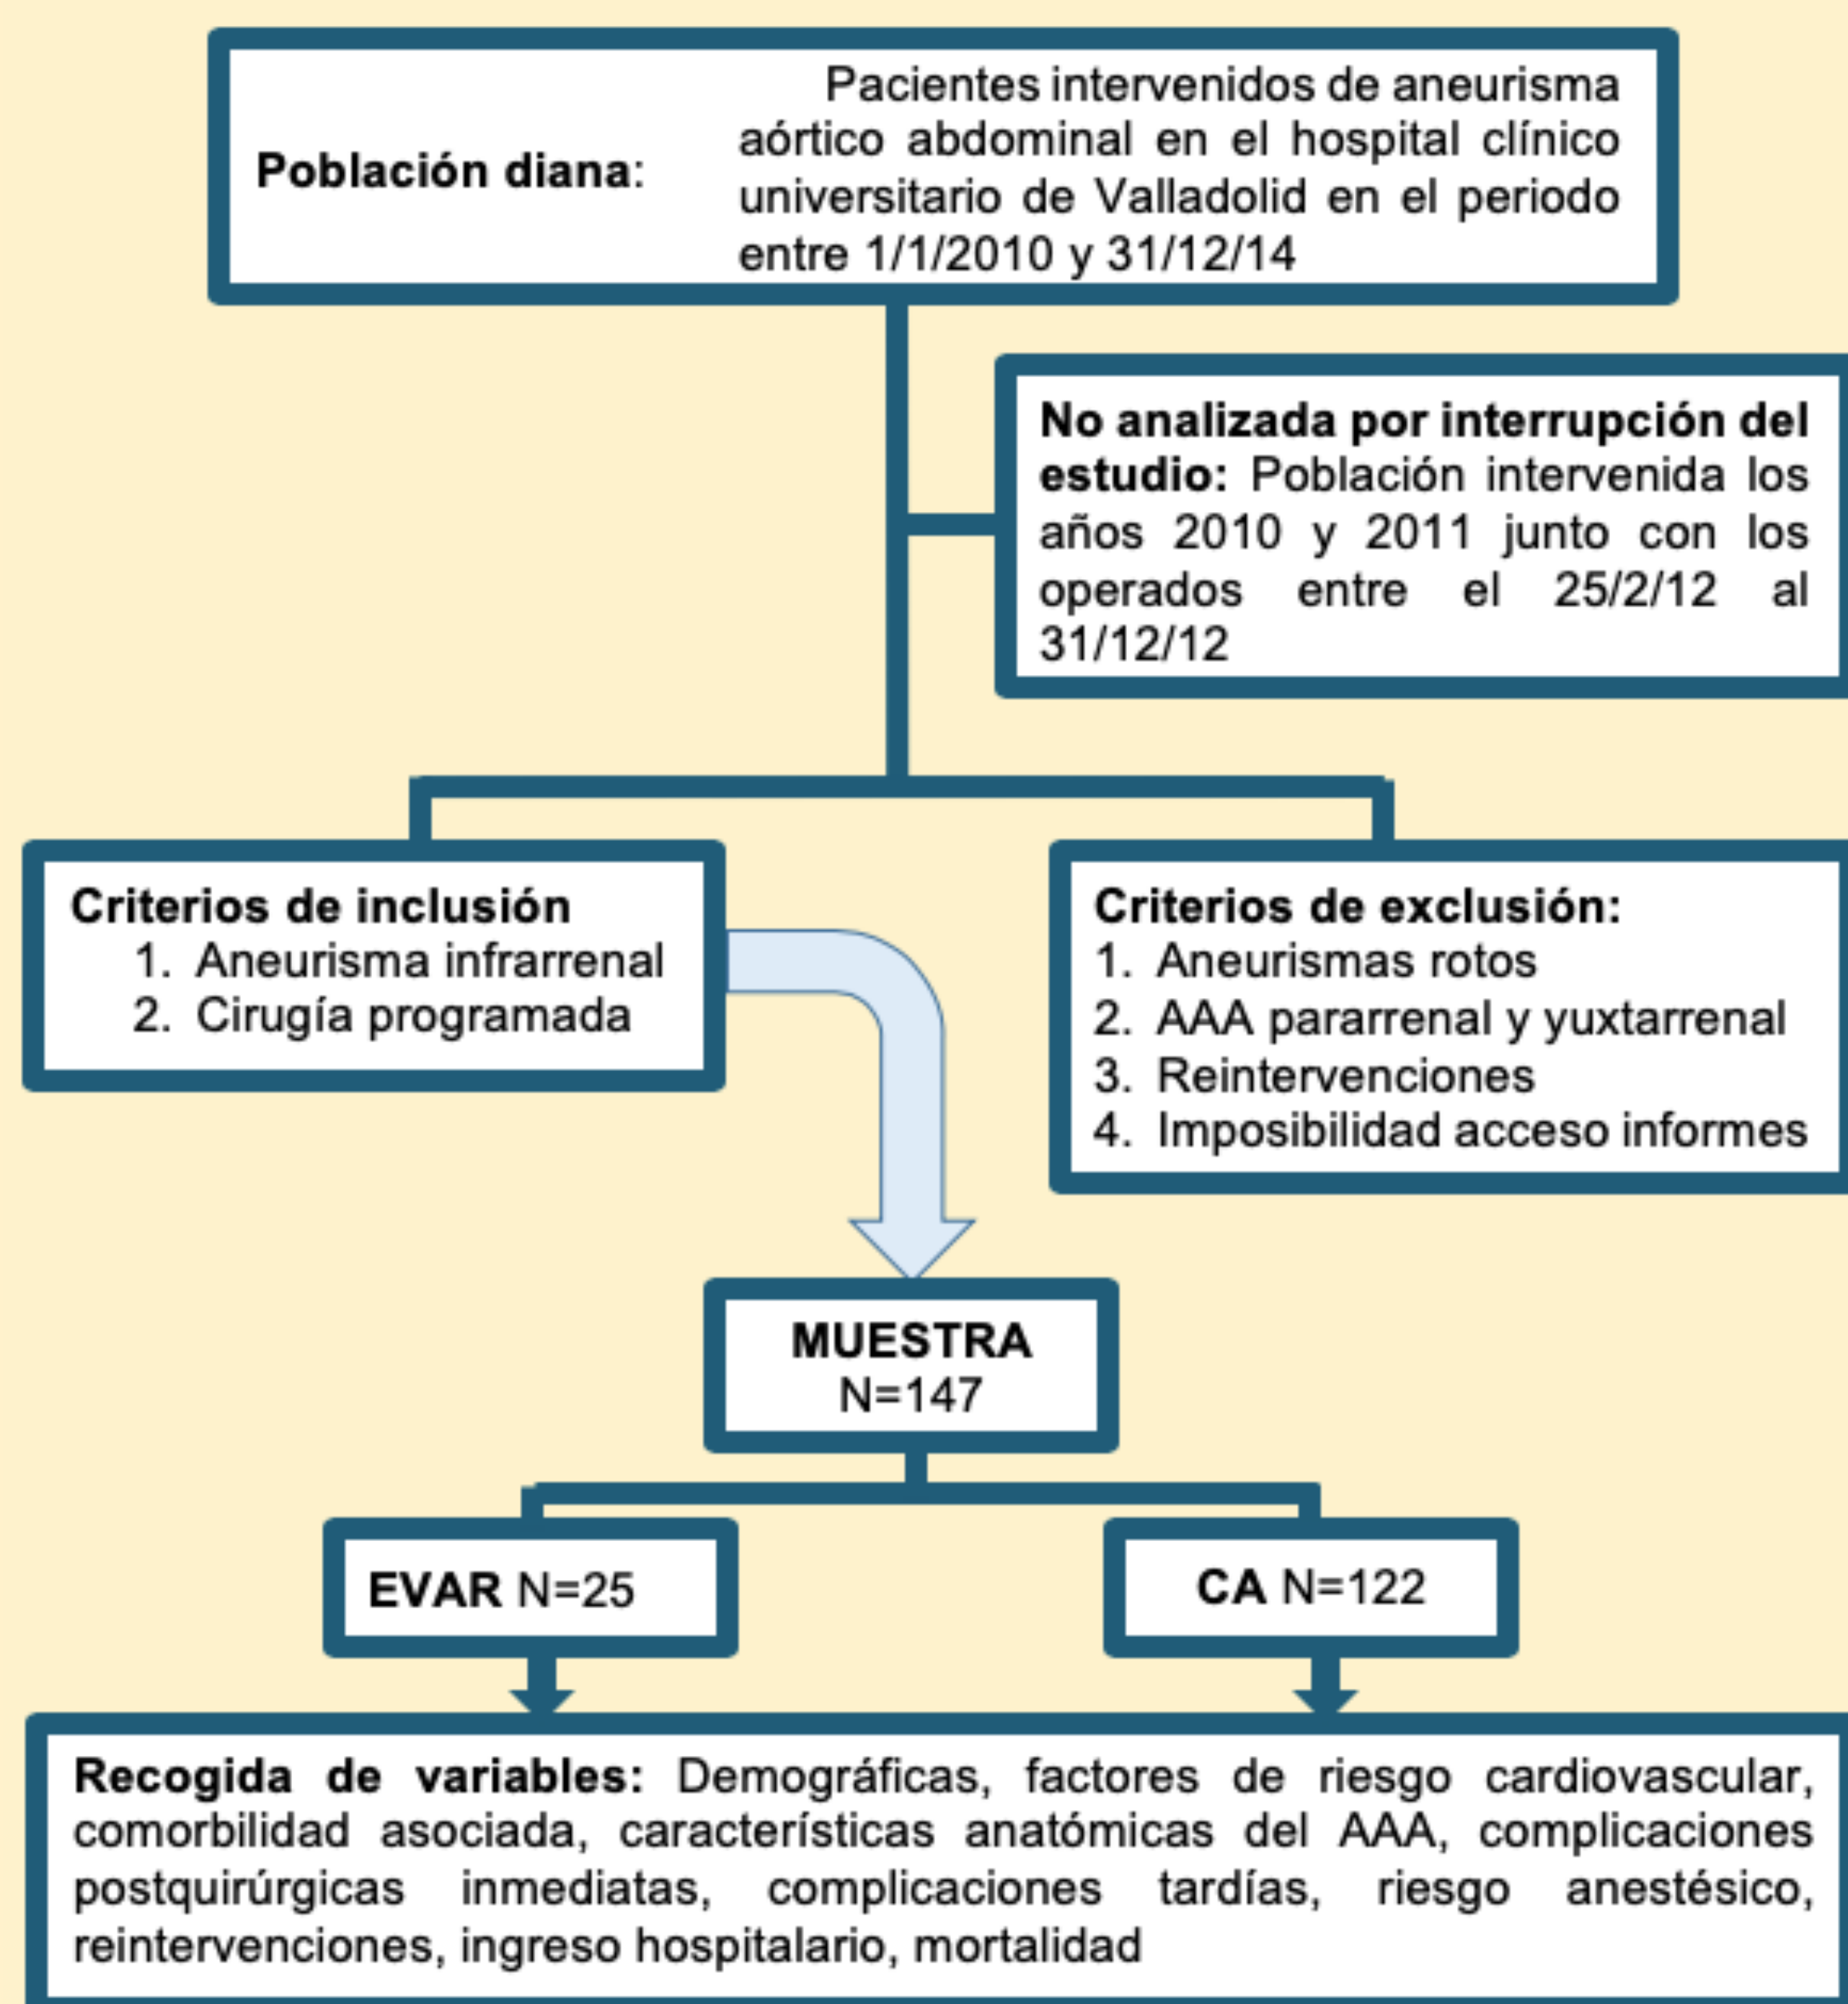 Población diana:
Pacientes intervenidos de aneurisma
aórtico abdominal en el hospital clínico
universitario de Valladolid en el periodo
entre 1/1/2010 y 31/12/14
No analizada por interrupción del
estudio: Población intervenida los
años 2010 y 2011 junto con los
operados entre el 25/2/12 al
31/12/12
Criterios de inclusión
1. Aneurisma infrarrenal
2. Cirugía programada
Criterios de exclusión:
1. Aneurismas rotos
2. AAA pararrenal y yuxtarrenal
3. Reintervenciones
4. Imposibilidad acceso informes
MUESTRA
N=147
EVAR N=25
CA N=122
Recogida de variables: Demográficas, factores de riesgo cardiovascular,
comorbilidad asociada, características anatómicas del AAA, complicaciones
postquirúrgicas inmediatas, complicaciones tardías, riesgo anestésico,
reintervenciones, ingreso hospitalario, mortalidad